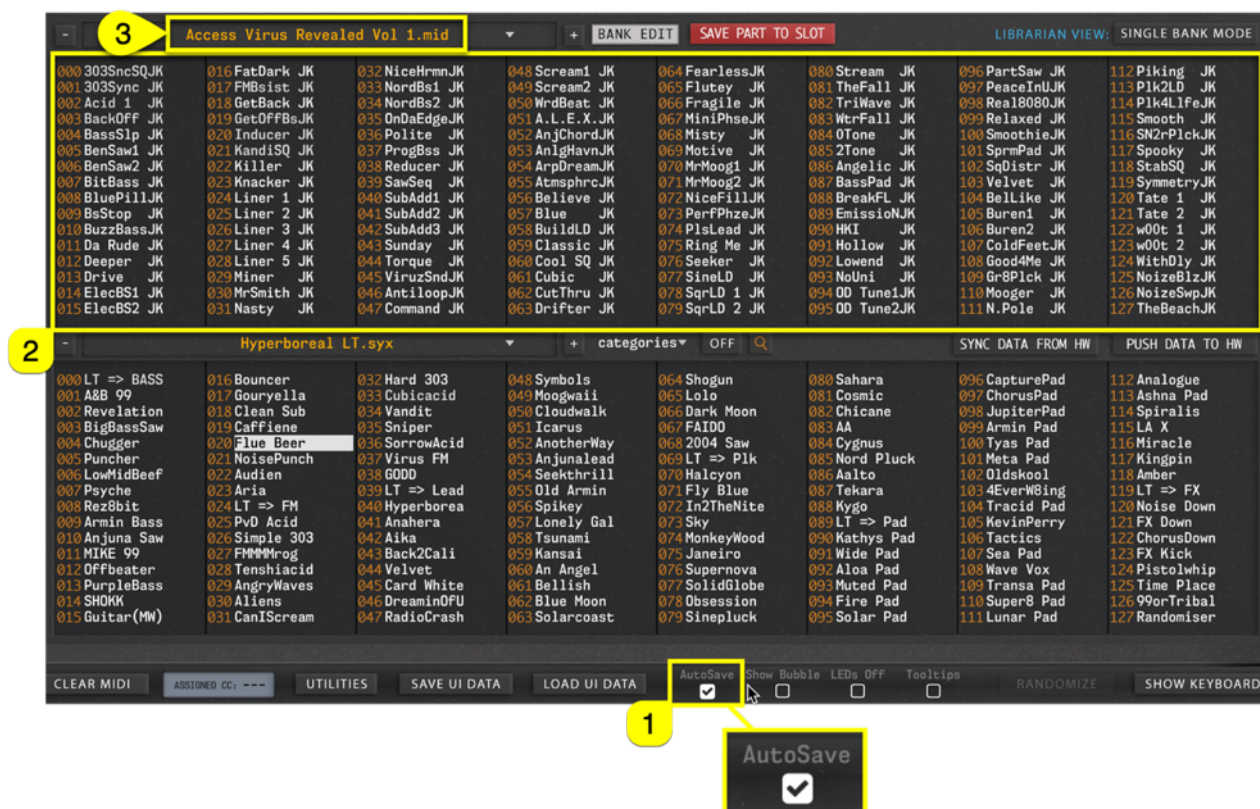 3
- Access Virus Revealed Vol 1.mid + BANK EDIT SAVE PART TO SLOT LIBRARIAN VIEW: SINGLE BANK MODE
000 303SncSQJK 016 FatDark JK 032 NiceHrmnJK 048 Scream1 JK 064 FearlessJK 080 Stream JK 096 PartSaw JK 112 Piking JK
001 303Sync JK 017 FMBsist JK 033 NordBs1 JK 049 Scream2 JK 065 Flutey JK 081 TheFall JK 097 PeaceInUJK 113 Plk2LD JK
002 Acid 1 JK 018 GetBack JK 034 NordBs2 JK 050 WrdBeat JK 066 Fragile JK 082 TriWave JK 098 Real8080JK 114 Plk4LlfeJK
003 BackOff JK 019 GetOffBsJK 035 OnDaEdgeJK 051 A.L.E.X.JK 067 MiniPhseJK 083 WtrFall JK 099 Relaxed JK 115 Smooth JK
004 BassSlp JK 020 Inducer JK 036 Polite JK 052 AnjChordJK 068 Misty JK 084 OTone JK 100 SmoothieJK 116 SN2rPlckJK
005 BenSaw1 JK 021 KandiSQ JK 037 ProgBss JK 053 AnlgHavnJK 069 Motive JK 085 2Tone JK 101 SprmPad JK 117 Spooky JK
006 BenSaw2 JK 022 Killer JK 038 Reducer JK 054 ArpDreamJK 070 MrMoog1 JK 086 Angelic JK 102 SqDistr JK 118 StabSQ JK
007 BitBass JK 023 Knacker JK 039 SawSeq JK 055 AtmsphrcJK 071 MrMoog2 JK 087 BassPad JK 103 Velvet JK 119 SymmetryJK
008 BluePillJK 024 Liner 1 JK 040 SubAdd1 JK 056 Believe JK 072 NiceFillJK 088 BreakFL JK 104 BelLike JK 120 Tate 1 JK
009 BsStop JK 025 Liner 2 JK 041 SubAdd2 JK 057 Blue JK 073 PerfPhzeJK 089 EmissioNJK 105 Buren1 JK 121 Tate 2 JK
010 BuzzBassJK 026 Liner 3 JK 042 SubAdd3 JK 058 BuildLD JK 074 PlsLead JK 090 HKI JK 106 Buren2 JK 122 w00t 1 JK
011 Da Rude JK 027 Liner 4 JK 043 Sunday JK 059 Classic JK 075 Ring Me JK 091 Hollow JK 107 ColdFeetJK 123 w00t 2 JK
012 Deeper JK 028 Liner 5 JK 044 Torque JK 060 Cool SQ JK 076 Seeker JK 092 Lowend JK 108 Good4Me JK 124 WithDly JK
013 Drive JK 029 Miner JK 045 ViruzSndJK 061 Cubic JK 077 SineLD JK 093 NoUni JK 109 Gr8Plck JK 125 NoizeBlzJK
014 ElecBS1 JK 030 MrSmith JK 046 AntiloopJK 062 CutThru JK 078 SqrLD 1 JK 094 OD Tune1JK 110 Mooger JK 126 NoizeSwpJK
015 ElecBS2 JK 031 Nasty JK 047 Command JK 063 Drifter JK 079 SqrLD 2 JK 095 OD Tune2JK 111 N.Pole JK 127 TheBeachJK
2
- Hyperboreal LT.syx + categories OFF SYNC DATA FROM HW PUSH DATA TO HW
000 LT => BASS 016 Bouncer 032 Hard 303 048 Symbols 064 Shogun 080 Sahara 096 CapturePad 112 Analogue
001 A&B 99 017 Gouryella 033 Cubicacid 049 Moogwaii 065 Lolo 081 Cosmic 097 ChorusPad 113 Ashna Pad
002 Revelation 018 Clean Sub 034 Vandit 050 Cloudwalk 066 Dark Moon 082 Chicane 098 JupiterPad 114 Spiralis
003 BigBassSaw 019 Caffiene 035 Sniper 051 Icarus 067 FAIDO 083 AA 099 Armin Pad 115 LA X
004 Chugger 020 Flue Beer 036 SorrowAcid 052 AnotherWay 068 2004 Saw 084 Cygnus 100 Tyas Pad 116 Miracle
005 Puncher 021 NoisePunch 037 Virus FM 053 Anjunalead 069 LT => Plk 085 Nord Pluck 101 Meta Pad 117 Kingpin
006 LowMidBeef 022 Audien 038 GODD 054 Seekthrill 070 Halcyon 086 Aalto 102 Oldskool 118 Amber
007 Psyche 023 Aria 039 LT => Lead 055 Old Armin 071 Fly Blue 087 Tekara 103 4EverW8ing 119 LT => FX
008 Rez8bit 024 LT => FM 040 Hyperborea 056 Spikey 072 In2TheNite 088 Kygo 104 Tracid Pad 120 Noise Down
009 Armin Bass 025 PvD Acid 041 Anahera 057 Lonely Gal 073 Sky 089 LT => Pad 105 KevinPerry 121 FX Down
010 Anjuna Saw 026 Simple 303 042 Aika 058 Tsunami 074 MonkeyWood 090 Kathys Pad 106 Tactics 122 ChorusDown
011 MIKE 99 027 FMMMMrog 043 Back2Cali 059 Kansai 075 Janeiro 091 Wide Pad 107 Sea Pad 123 FX Kick
012 Offbeater 028 Tenshiacid 044 Velvet 060 An Angel 076 Supernova 092 Aloa Pad 108 Wave Vox 124 Pistolwhip
013 PurpleBass 029 AngryWaves 045 Card White 061 Bellish 077 SolidGlobe 093 Muted Pad 109 Transa Pad 125 Time Place
014 SHOKK 030 Aliens 046 DreaminOfU 062 Blue Moon 078 Obsession 094 Fire Pad 110 Super8 Pad 126 99orTribal
015 Guitar(MW) 031 CanIScream 047 RadioCrash 063 Solarcoast 079 Sinepluck 095 Solar Pad 111 Lunar Pad 127 Randomiser
CLEAR MIDI ASSIGNED CC: --- UTILITIES SAVE UI DATA LOAD UI DATA AutoSave Show Bubble LEDs Off Tooltips RANDOMIZE SHOW KEYBOARD
1
AutoSave